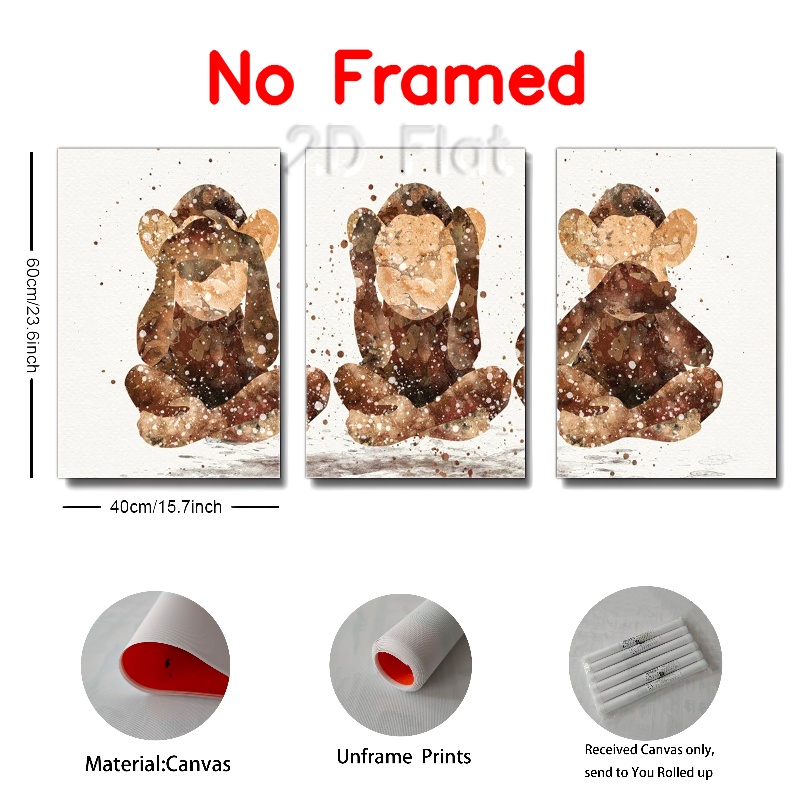 No Framed
2D Flat
60cm/23.6inch
40cm/15.7inch
Material:Canvas
Unframe Prints
Received Canvas only,
send to You Rolled up